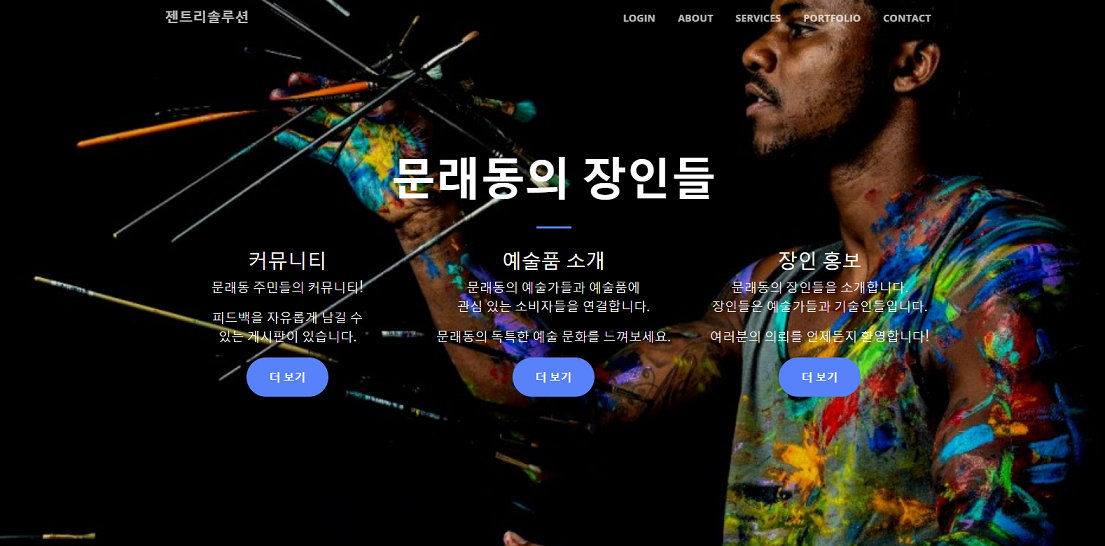 젠트리솔루션
LOGIN ABOUT SERVICES PORTFOLIO CONTACT
문래동의 장인들
커뮤니티
문래동 주민들의 커뮤니티!
피드백을 자유롭게 남길 수
있는 게시판이 있습니다.
더 보기
예술품 소개
문래동의 예술가들과 예술품에
관심 있는 소비자들을 연결합니다.
문래동의 독특한 예술 문화를 느껴보세요.
더 보기
장인 홍보
문래동의 장인들을 소개합니다.
장인들은 예술가들과 기술인들입니다.
여러분의 의뢰를 언제든지 환영합니다!
더 보기